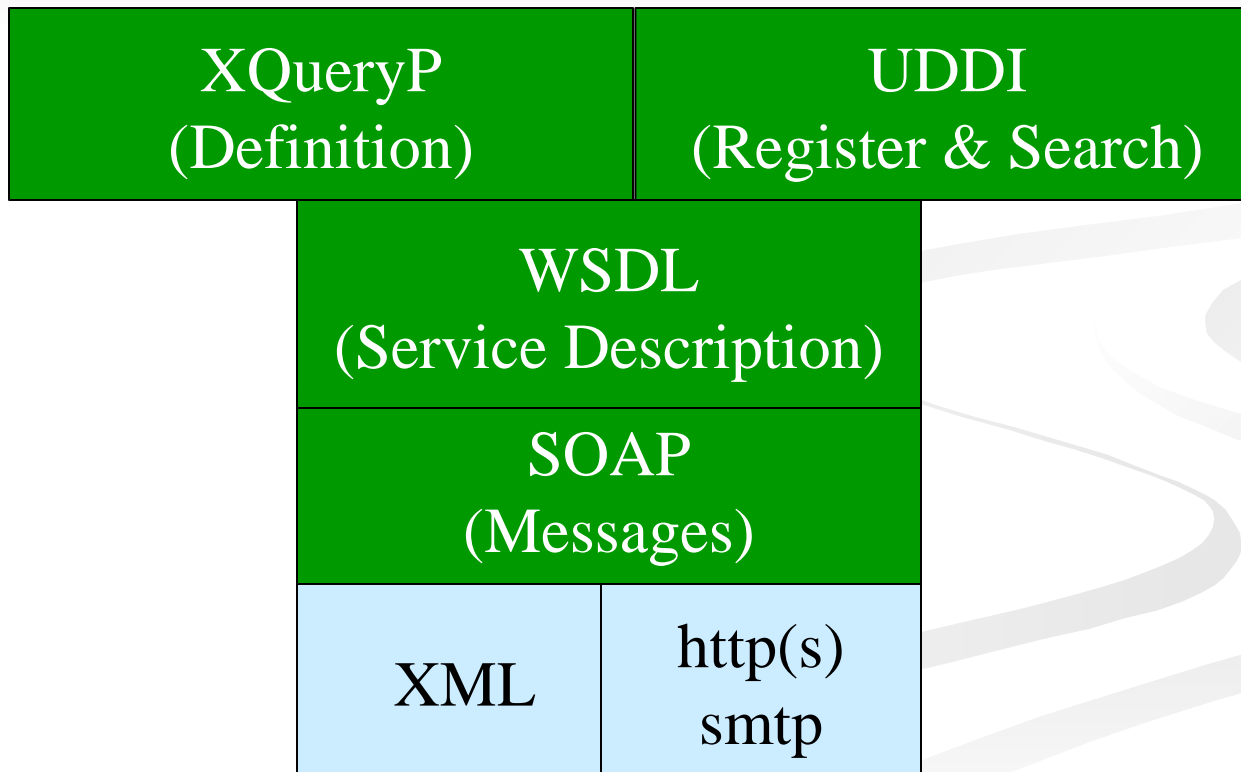 XQueryP
(Definition)
UDDI
(Register & Search)
WSDL
(Service Description)
SOAP
(Messages)
XML
http(s)
smtp